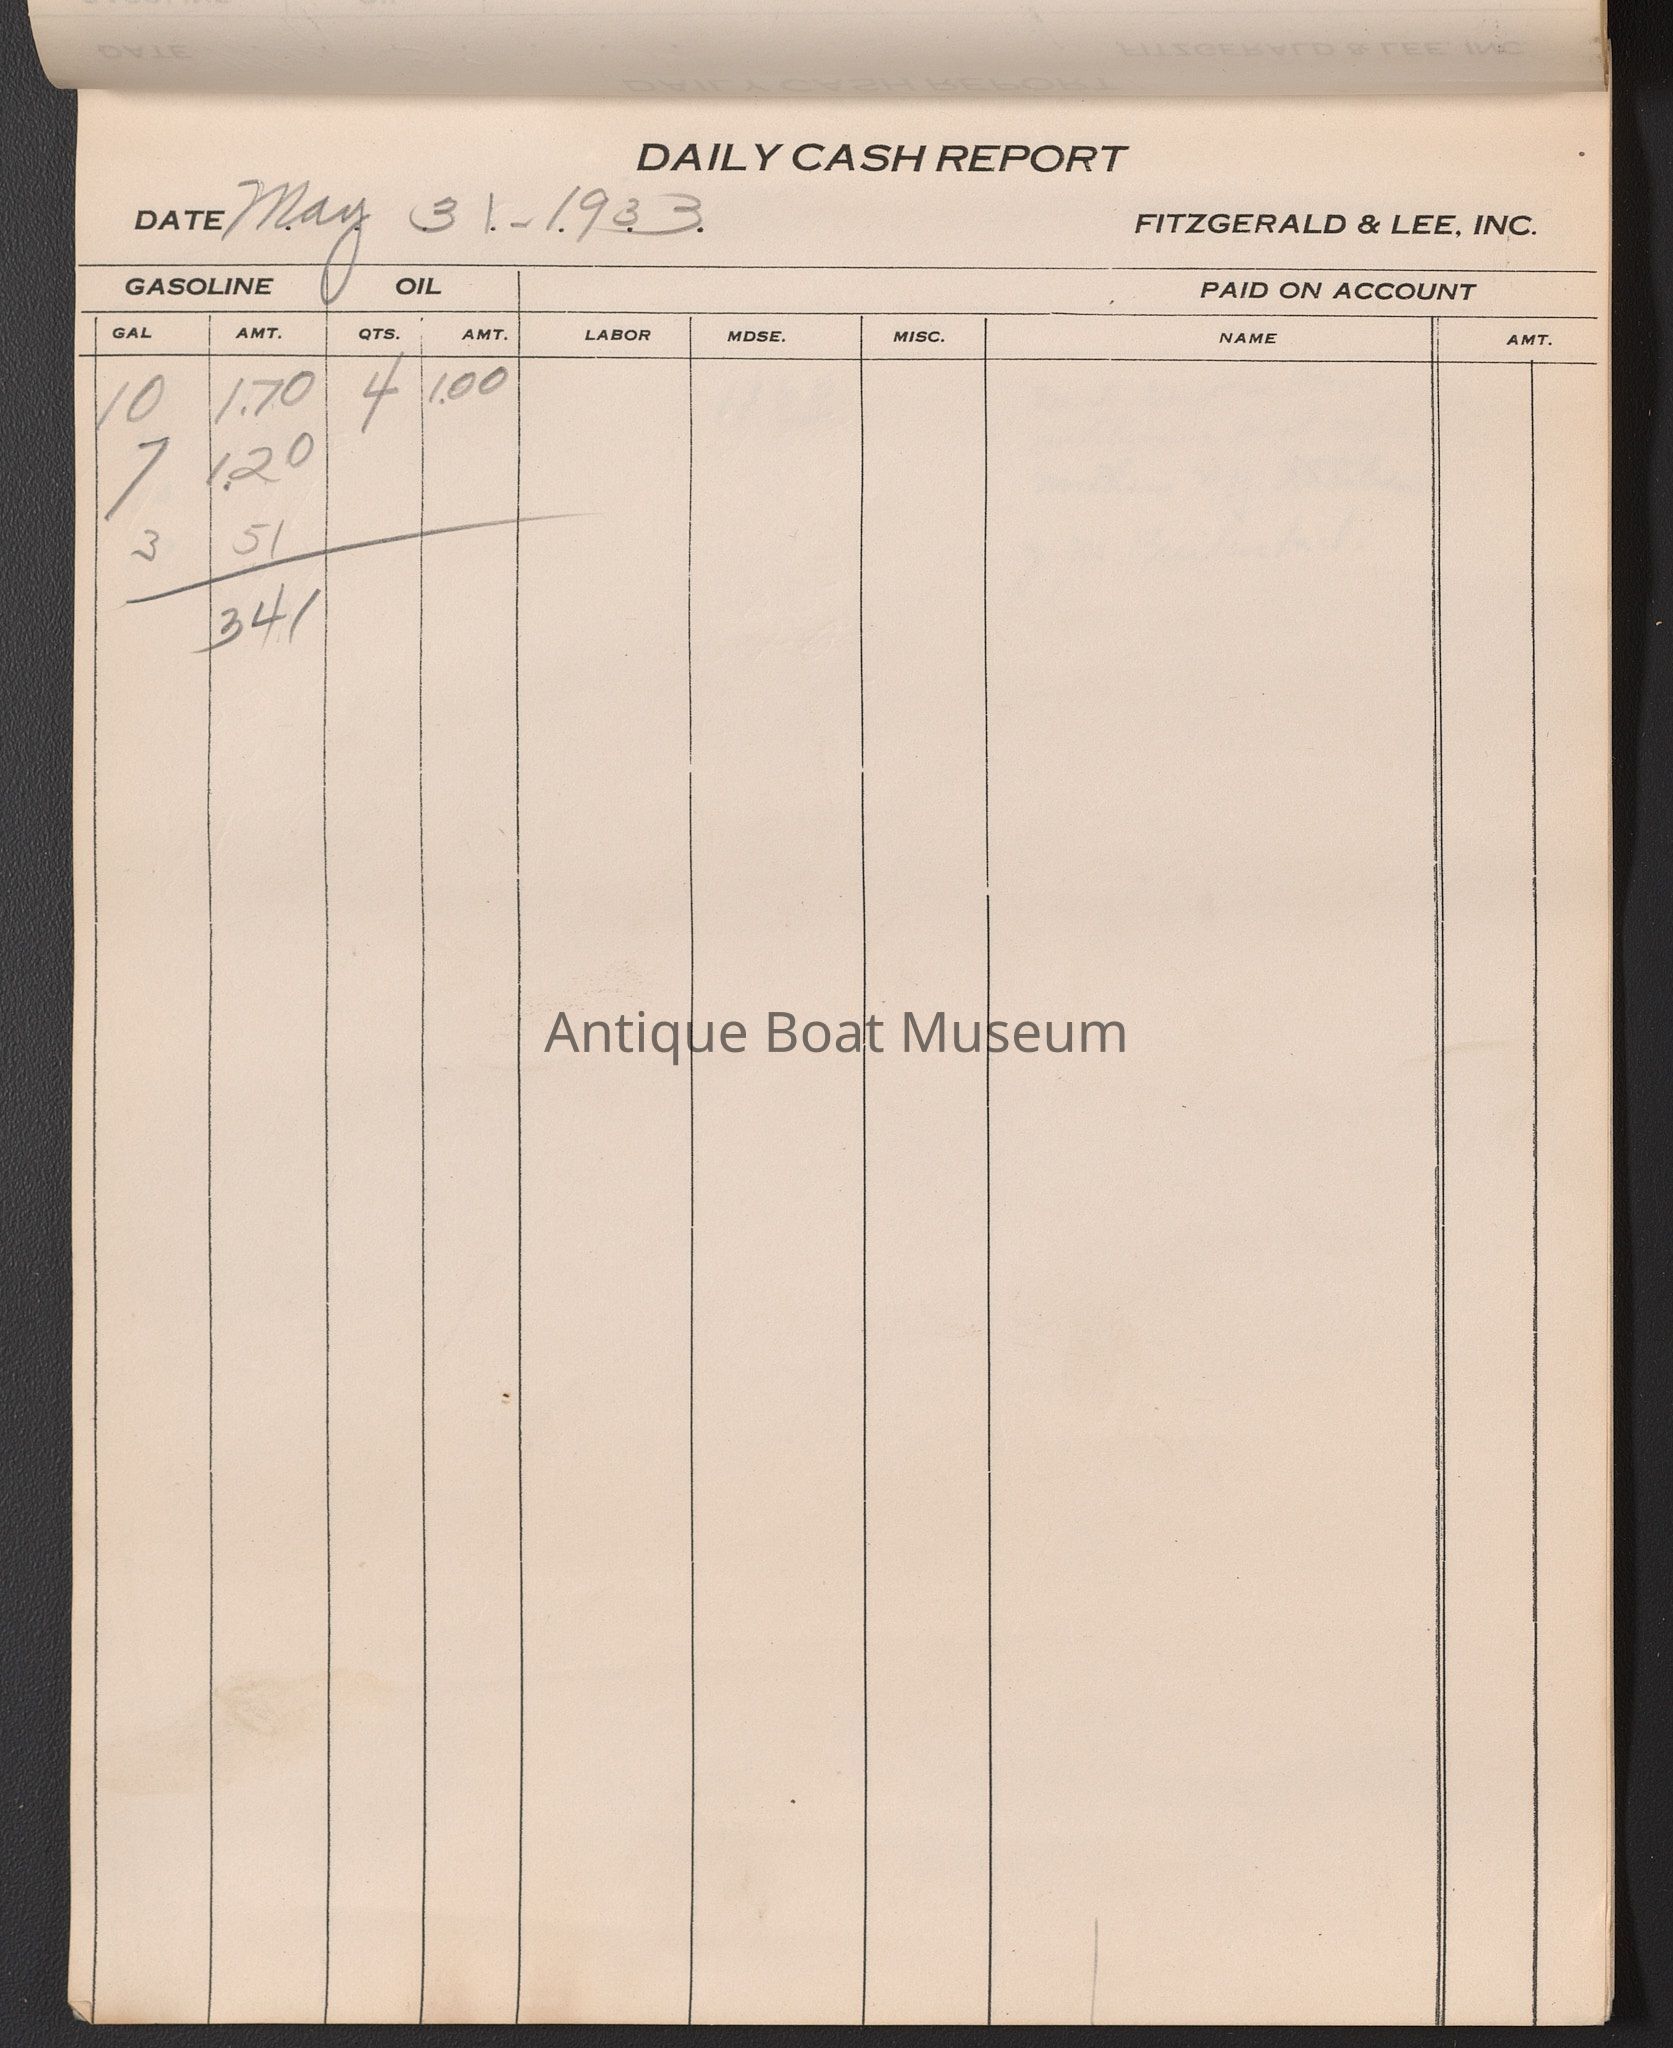 DAILY CASH REPORT
DATE May 31 - 1933.
FITZGERALD & LEE, INC.
GASOLINE OIL PAID ON ACCOUNT
GAL AMT. QTS. AMT. LABOR MDSE. MISC. NAME AMT.
10 1.70 4 1.00
7 1.20
3 51
341
Antique Boat Museum